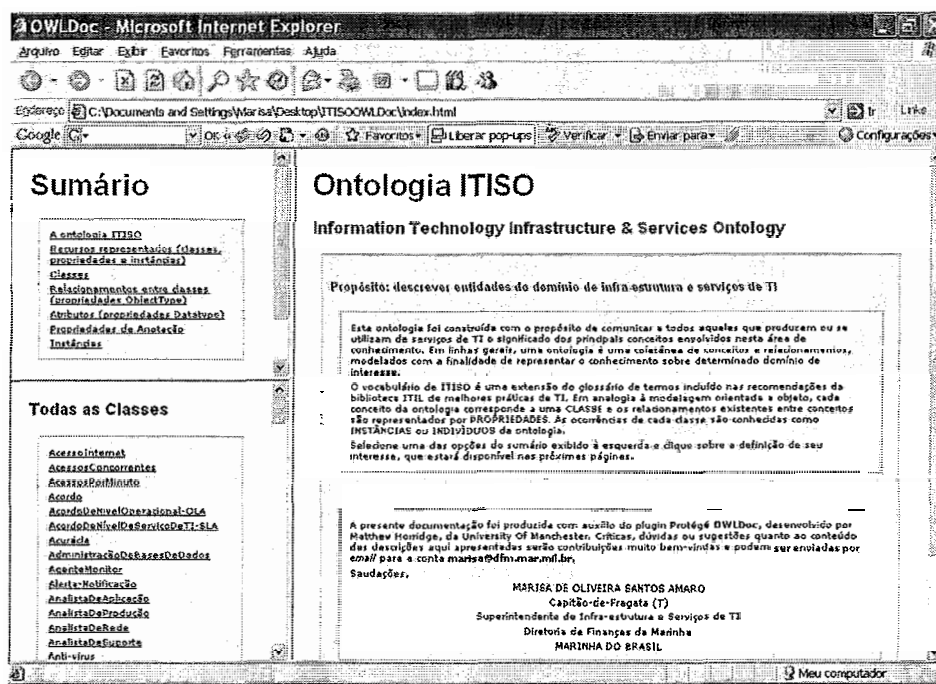 OWLDoc - Microsoft Internet Explorer
Arquivo Editar Exibir Favoritos Ferramentas Ajuda
Endereço C:\Documents and Settings\Marisa\Desktop\ITISOOWLDoc\index.html Ir Links
Google OK Favoritos Liberar pop-ups Verificar Enviar para Configurações
Sumário
A ontologia ITISO
Recursos representados (classes,
propriedades e instâncias)
Classes
Relacionamentos entre classes
(propriedades ObjectType)
Atributos (propriedades Datatype)
Propriedades de Anotação
Instâncias
Todas as Classes
AcessoInternet
AcessosConcorrentes
AcessosPorMinuto
Acordo
AcordoDeNívelOperacional-OLA
AcordoDeNívelDeServiçoDeTI-SLA
Acurácia
AdministraçãoDeBasesDeDados
AgenteMonitor
Alerta-Notificação
AnalistaDeAplicação
AnalistaDeProdução
AnalistaDeRede
AnalistaDeSuporte
Anti-vírus
Ontologia ITISO
Information Technology Infrastructure & Services Ontology
Propósito: descrever entidades do domínio de infra-estrutura e serviços de TI
Esta ontologia foi construída com o propósito de comunicar a todos aqueles que produzem ou se
utilizam de serviços de TI o significado dos principais conceitos envolvidos nesta área de
conhecimento. Em linhas gerais, uma ontologia é uma coletânea de conceitos e relacionamentos,
modelados com a finalidade de representar o conhecimento sobre determinado domínio de
interesse.
O vocabulário de ITISO é uma extensão do glossário de termos incluído nas recomendações da
biblioteca ITIL de melhores práticas de TI. Em analogia à modelagem orientada a objeto, cada
conceito da ontologia corresponde a uma CLASSE e os relacionamentos existentes entre conceitos
são representados por PROPRIEDADES. As ocorrências de cada classe são conhecidas como
INSTÂNCIAS ou INDIVÍDUOS da ontologia.
Selecione uma das opções do sumário exibido à esquerda e clique sobre a definição de seu
interesse, que estará disponível nas próximas páginas.
A presente documentação foi produzida com auxílio do plugin Protégé OWLDoc, desenvolvido por
Matthew Horridge, da University Of Manchester. Críticas, dúvidas ou sugestões quanto ao conteúdo
das descrições aqui apresentadas serão contribuições muito bem-vindas e podem ser enviadas por
email para a conta marisa@dfm.mar.mil.br.
Saudações,
MARISA DE OLIVEIRA SANTOS AMARO
Capitão-de-Fragata (T)
Superintendente de Infra-estrutura e Serviços de TI
Diretoria de Finanças da Marinha
MARINHA DO BRASIL
Meu computador